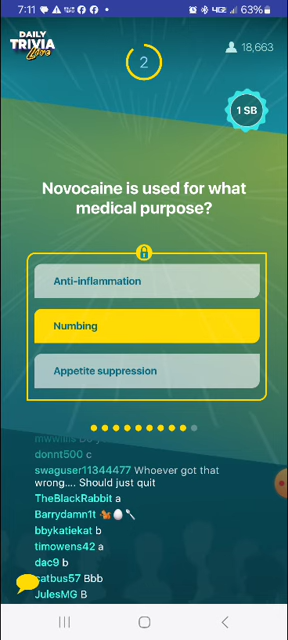 7:11
63%
DAILY
TRIVIA
Live
2
18,663
1 SB
Novocaine is used for what
medical purpose?
Anti-inflammation
Numbing
Appetite suppression
donnt500 c
swaguser11344477 Whoever got that
wrong.... Should just quit
TheBlackRabbit a
Barrydamn1t 🐿️🥚🥄
bbykatiekat b
timowens42 a
dac9 b
catbus57 Bbb
JulesMG B